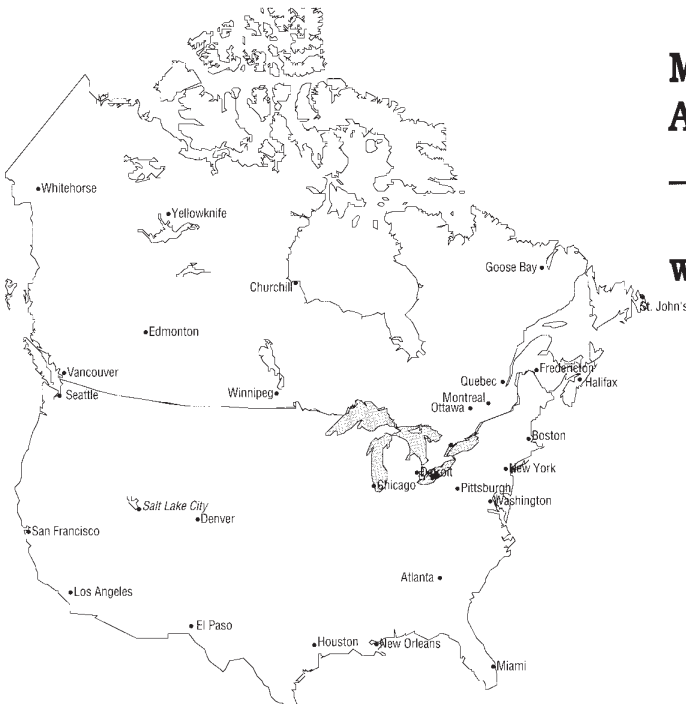 M
A
Whitehorse
Yellowknife
W
Goose Bay
Churchill
St. John's
Edmonton
Vancouver
Fredericton
Quebec
Halifax
Winnipeg
Montreal
Seattle
Ottawa
Boston
Detroit
New York
Chicago
Pittsburgh
Salt Lake City
Washington
Denver
San Francisco
Atlanta
Los Angeles
El Paso
Houston
New Orleans
Miami